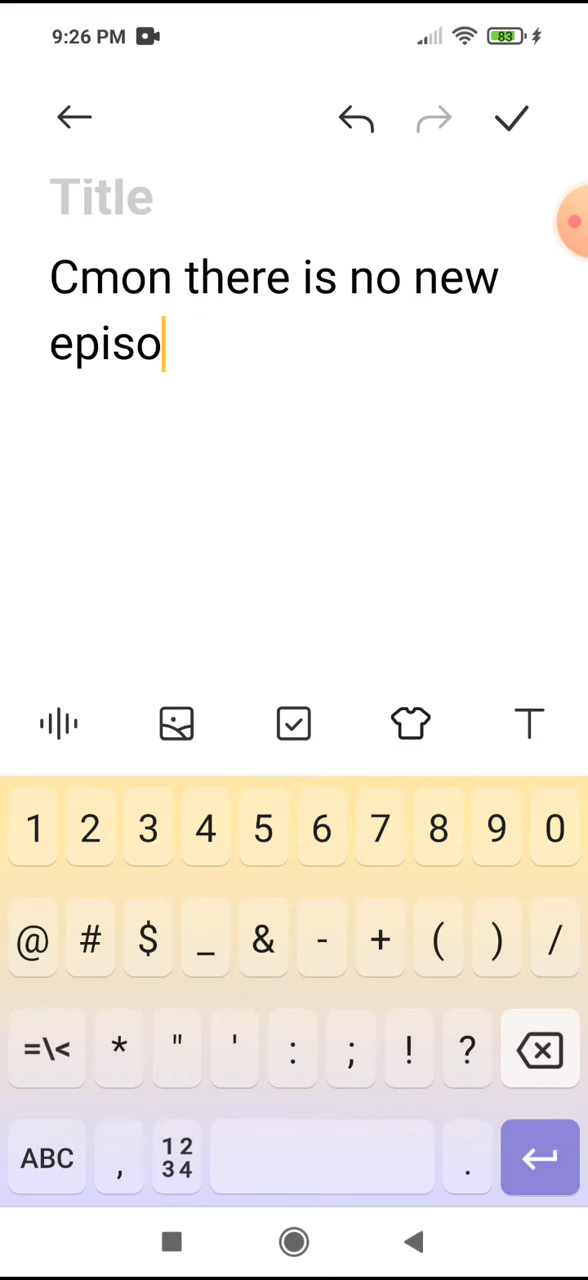 9:26 PM 83
Title
Cmon there is no new
episo
1 2 3 4 5 6 7 8 9 0
@ # $ _ & - + ( ) /
=\< * " ' : ; ! ?
ABC , 12 .
34